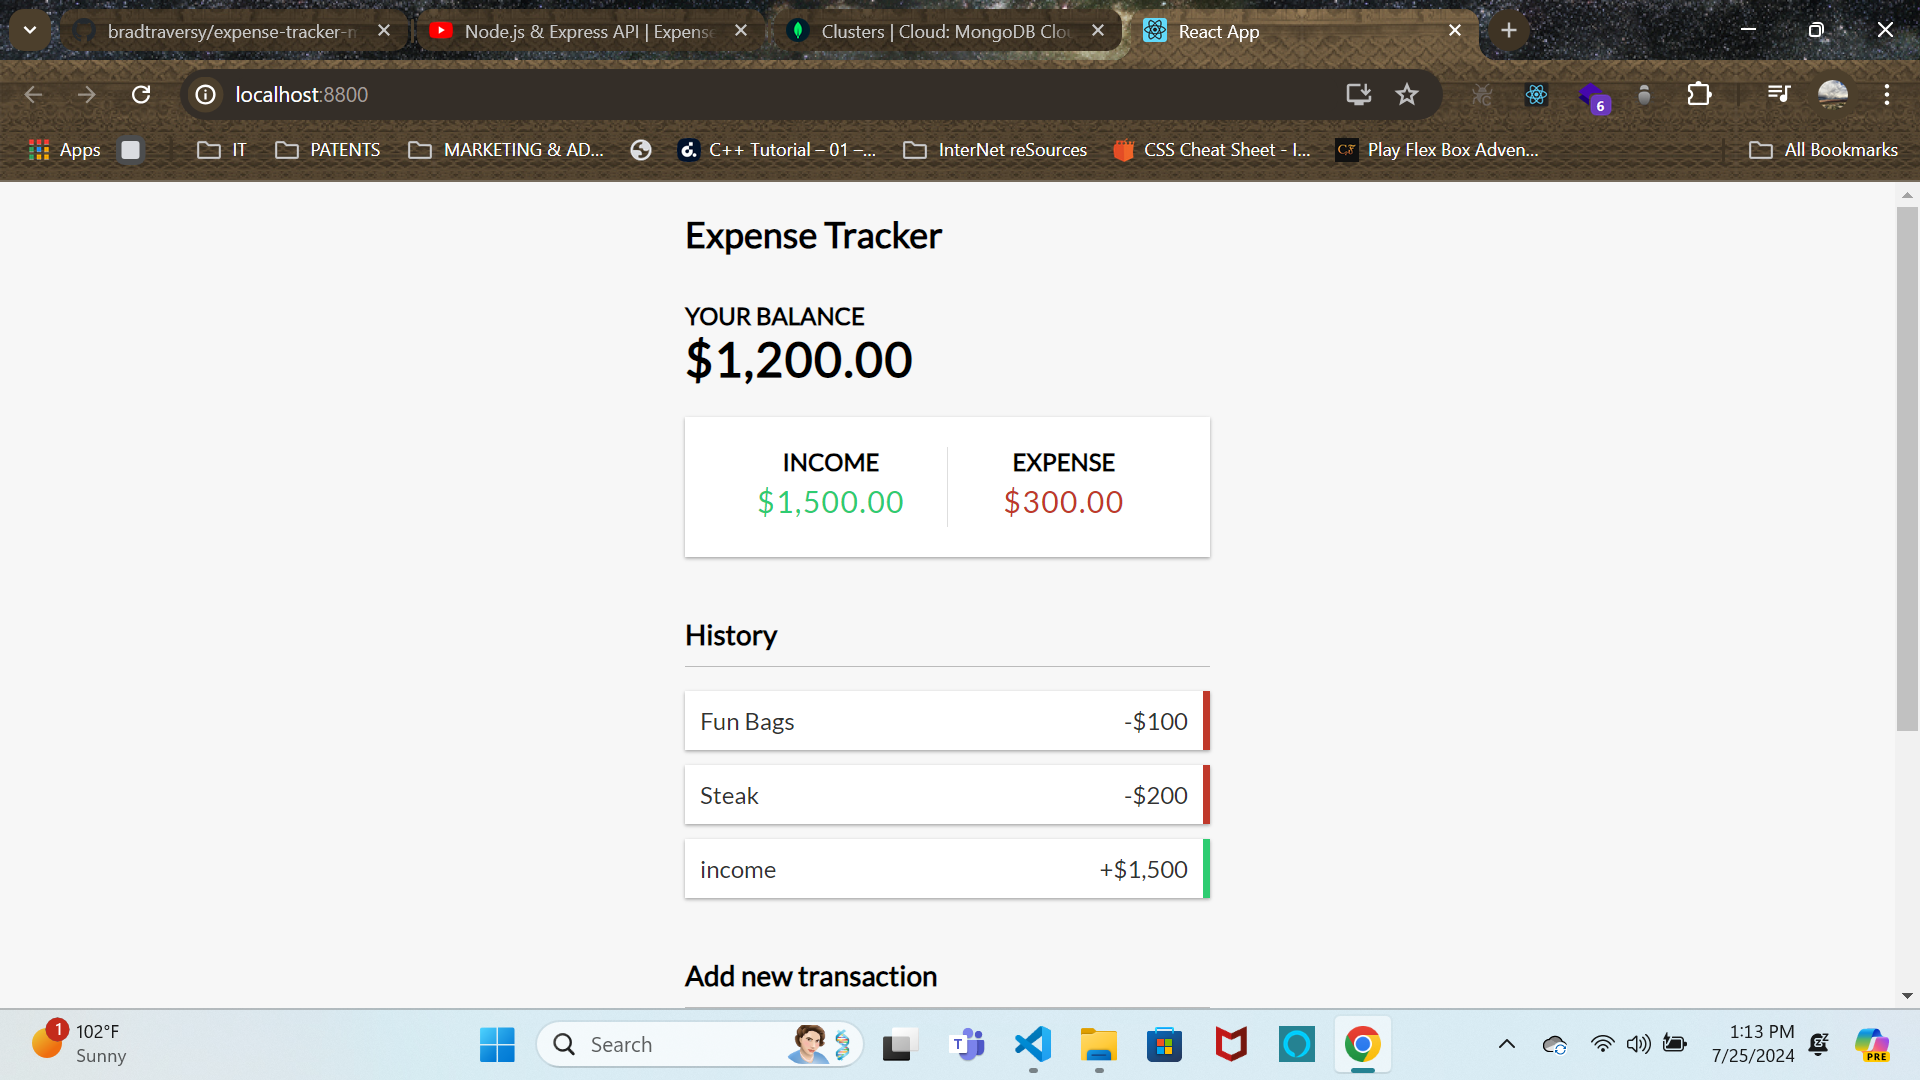 bradtraversy/expense-tracker-
Node.js & Express API | Expens
Clusters | Cloud: MongoDB Clo
React App
localhost:8800
6
Apps
IT
PATENTS
MARKETING & AD...
C++ Tutorial – 01 –...
InterNet reSources
CSS Cheat Sheet - I...
Play Flex Box Adven...
All Bookmarks
Expense Tracker
YOUR BALANCE
$1,200.00
INCOME
EXPENSE
$1,500.00
$300.00
History
Fun Bags
-$100
Steak
-$200
income
+$1,500
Add new transaction
1
102°F
Sunny
Search
1:13 PM
7/25/2024
PRE